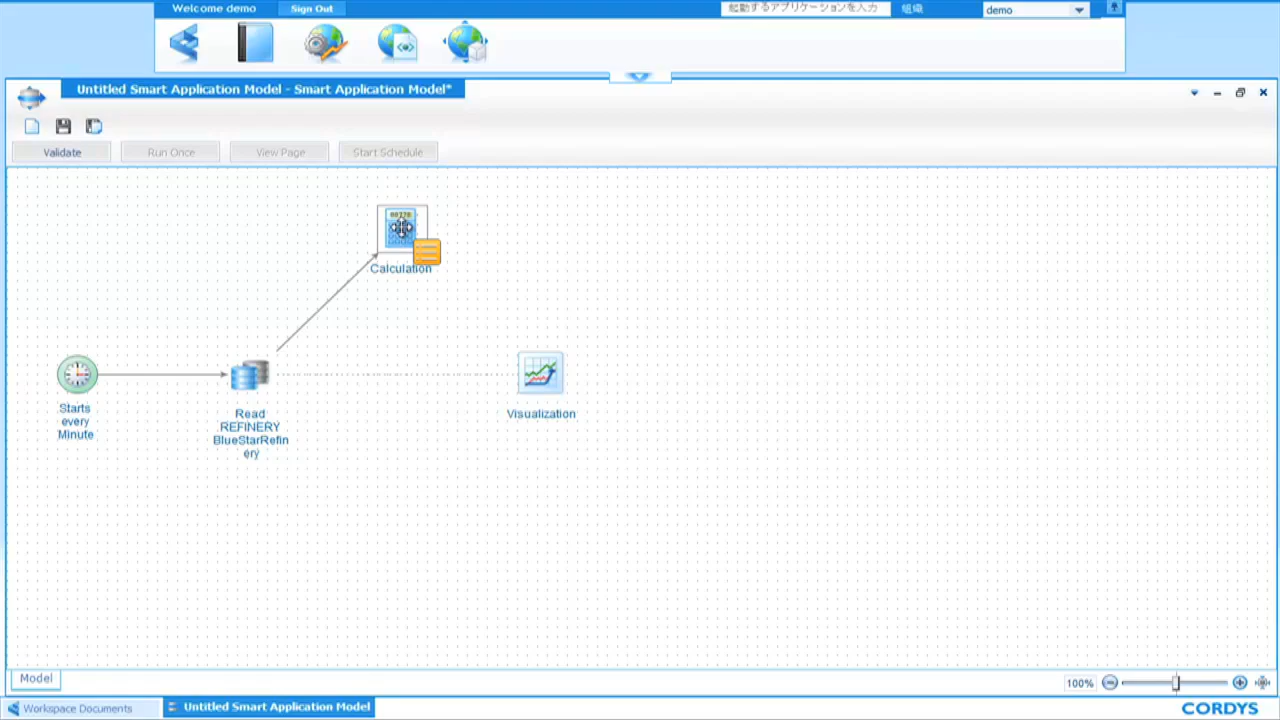 Welcome demo
Sign Out
起動するアプリケーションを入力
組織
demo
Untitled Smart Application Model - Smart Application Model*
Validate
Run Once
View Page
Start Schedule
Calculation
Starts
every
Minute
Read
REFINERY
BlueStarRefin
ery
Visualization
Model
100%
Workspace Documents
Untitled Smart Application Model
CORDYS